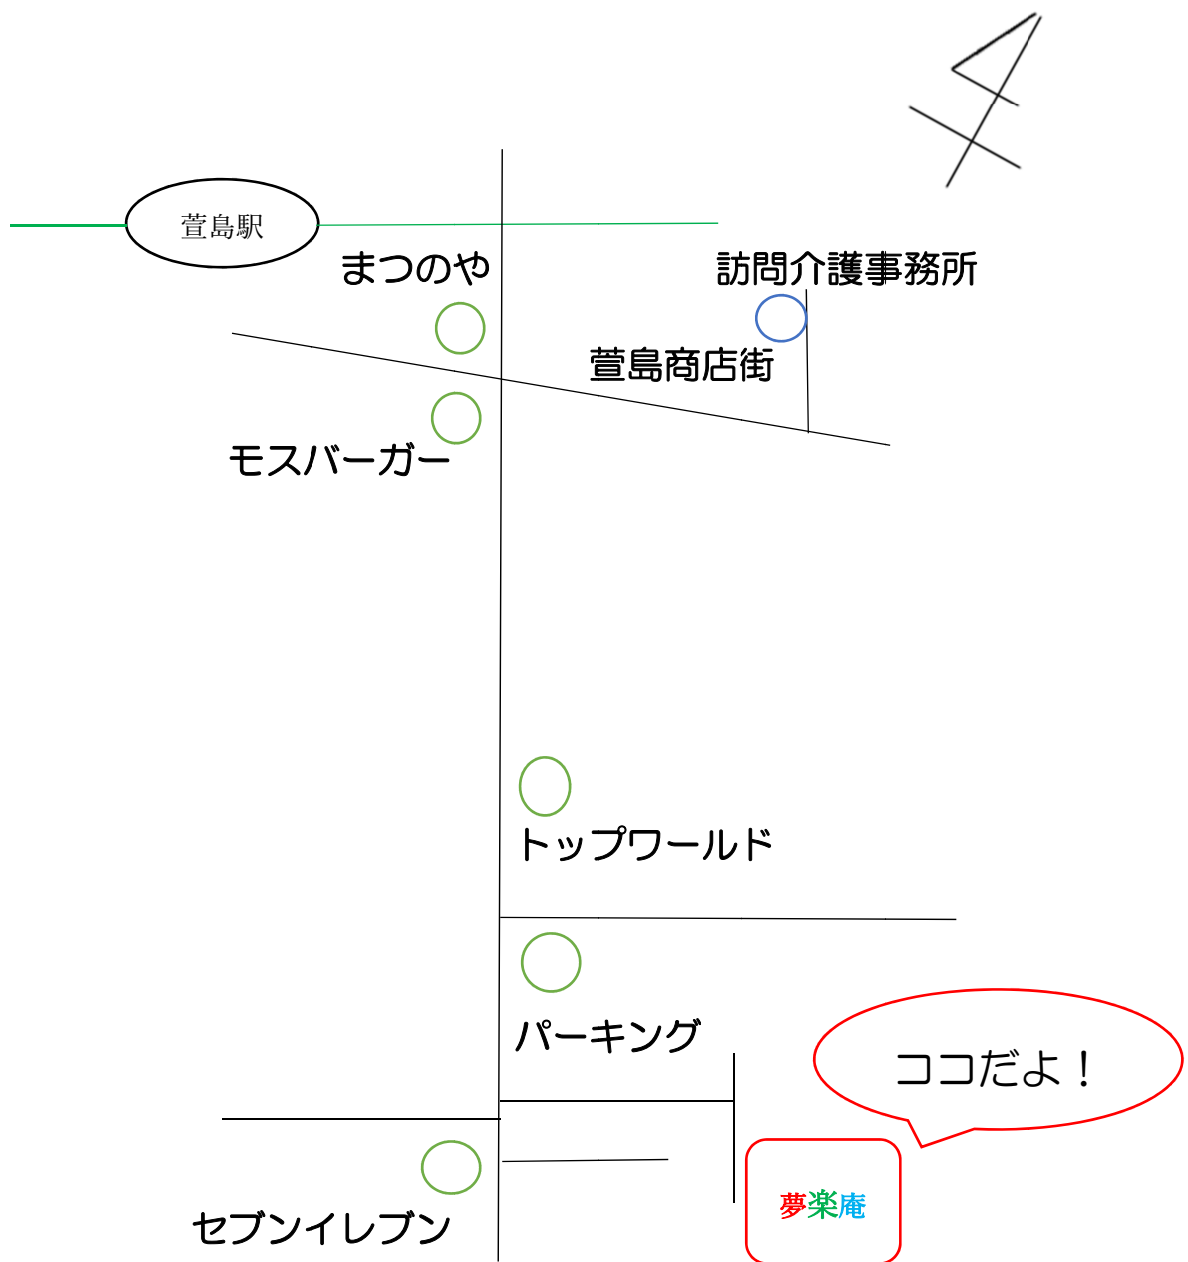 萱島駅
まつのや
訪問介護事務所
萱島商店街
モスバーガー
トップワールド
パーキング
ココだよ！
夢楽庵
セブンイレブン